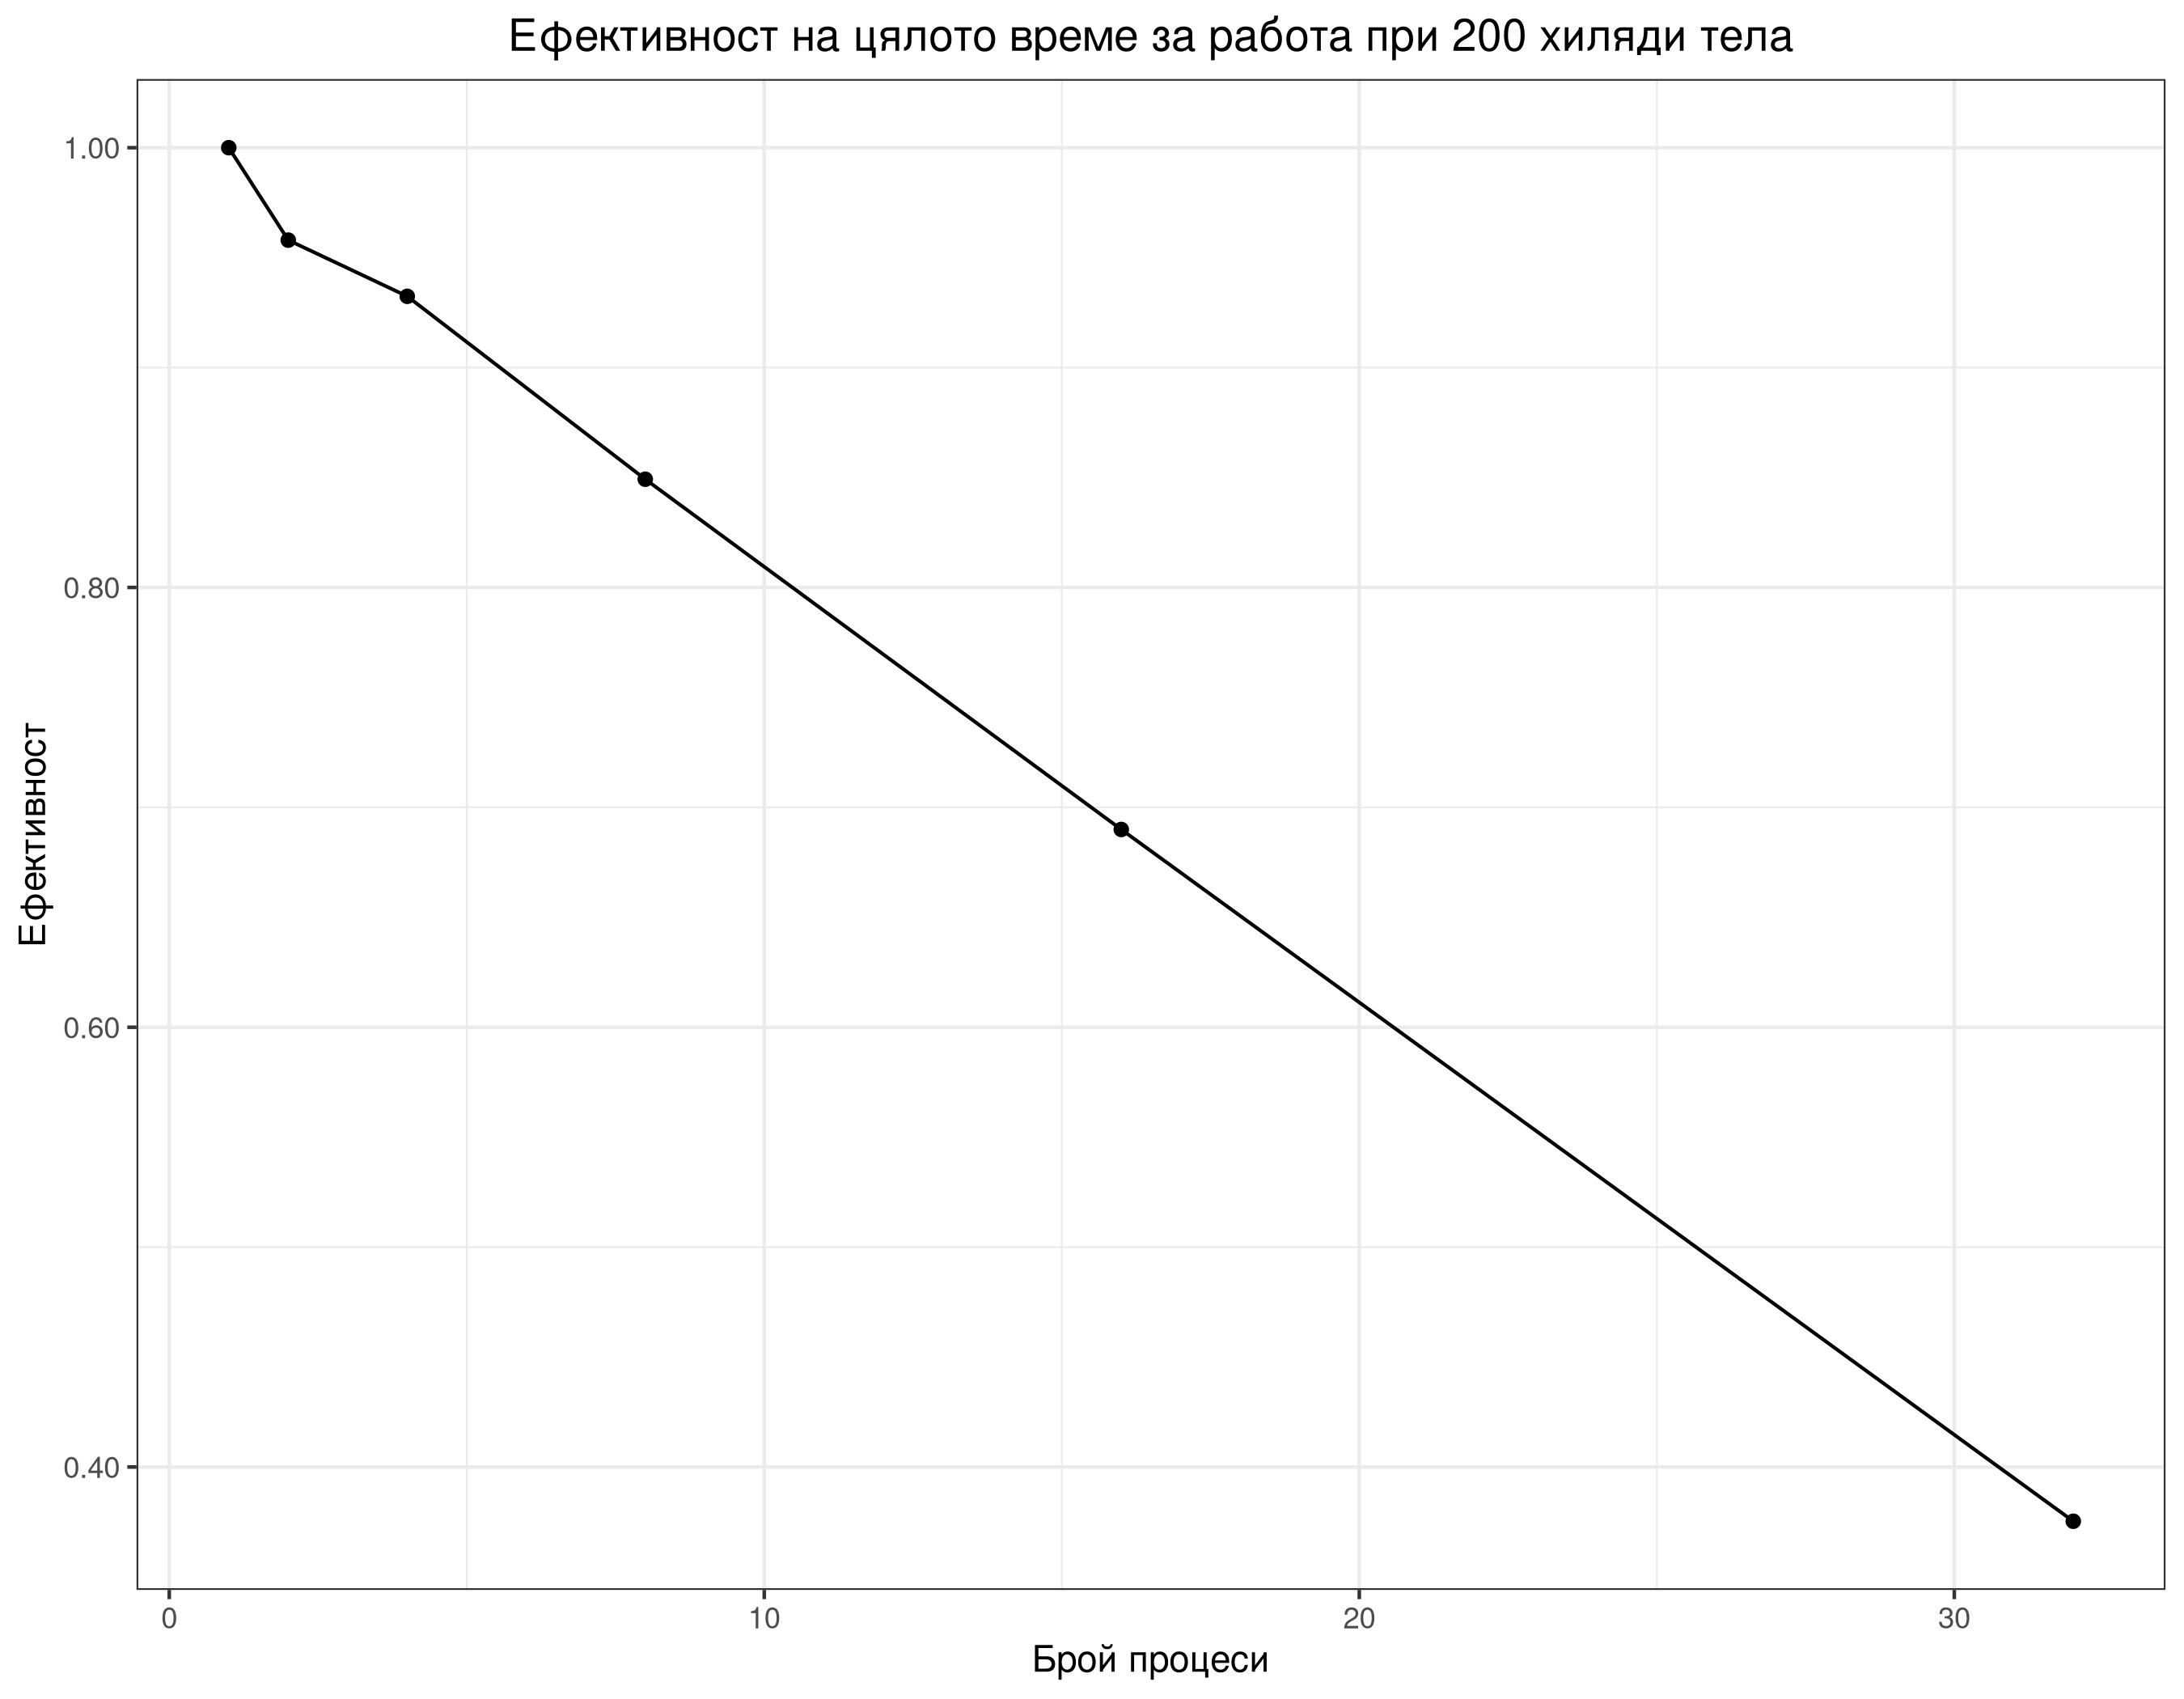 Ефективност на цялото време за работа при 200 хиляди тела
Ефективност
1.00
0.80
0.60
0.40
0 10 20 30
Брой процеси